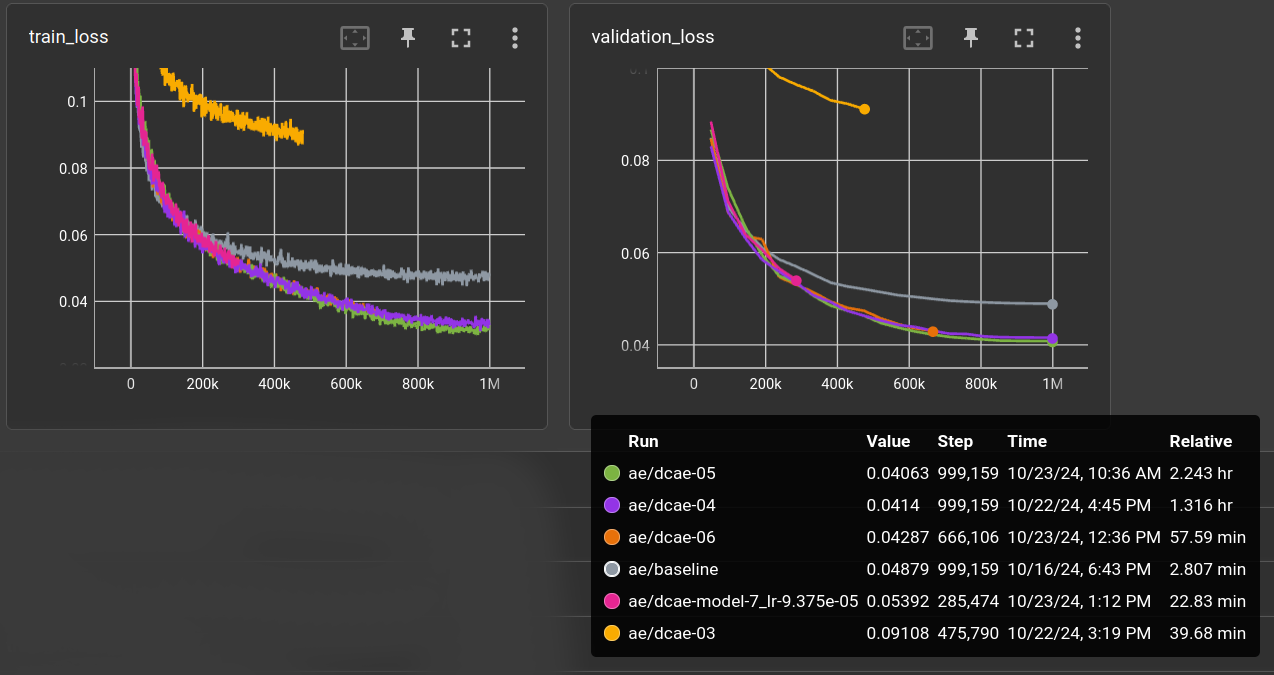 train_loss
0.1
0.08
0.06
0.04
0 200k 400k 600k 800k 1M
validation_loss
0.1
0.08
0.06
0.04
0 200k 400k 600k 800k 1M
Run Value Step Time Relative
ae/dcae-05 0.04063 999,159 10/23/24, 10:36 AM 2.243 hr
ae/dcae-04 0.0414 999,159 10/22/24, 4:45 PM 1.316 hr
ae/dcae-06 0.04287 666,106 10/23/24, 12:36 PM 57.59 min
ae/baseline 0.04879 999,159 10/16/24, 6:43 PM 2.807 min
ae/dcae-model-7_lr-9.375e-05 0.05392 285,474 10/23/24, 1:12 PM 22.83 min
ae/dcae-03 0.09108 475,790 10/22/24, 3:19 PM 39.68 min